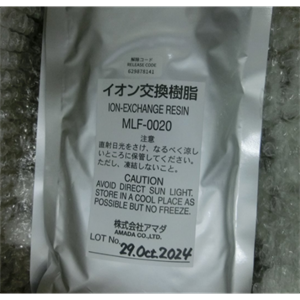 RELEASE CODE
イオン交換樹脂
ION-EXCHANGE RESIN
MLF-0020
注意
直射日光をさけ、なるべく涼し
いところに保管してください。
ただし、凍結しないこと。
CAUTION
AVOID DIRECT SUN LIGHT.
STORE IN A COOL PLACE AS
POSSIBLE BUT NO FREEZE.
株式会社アマダ
AMADA CO.,LTD.
LOT No. 29.Oct.2024